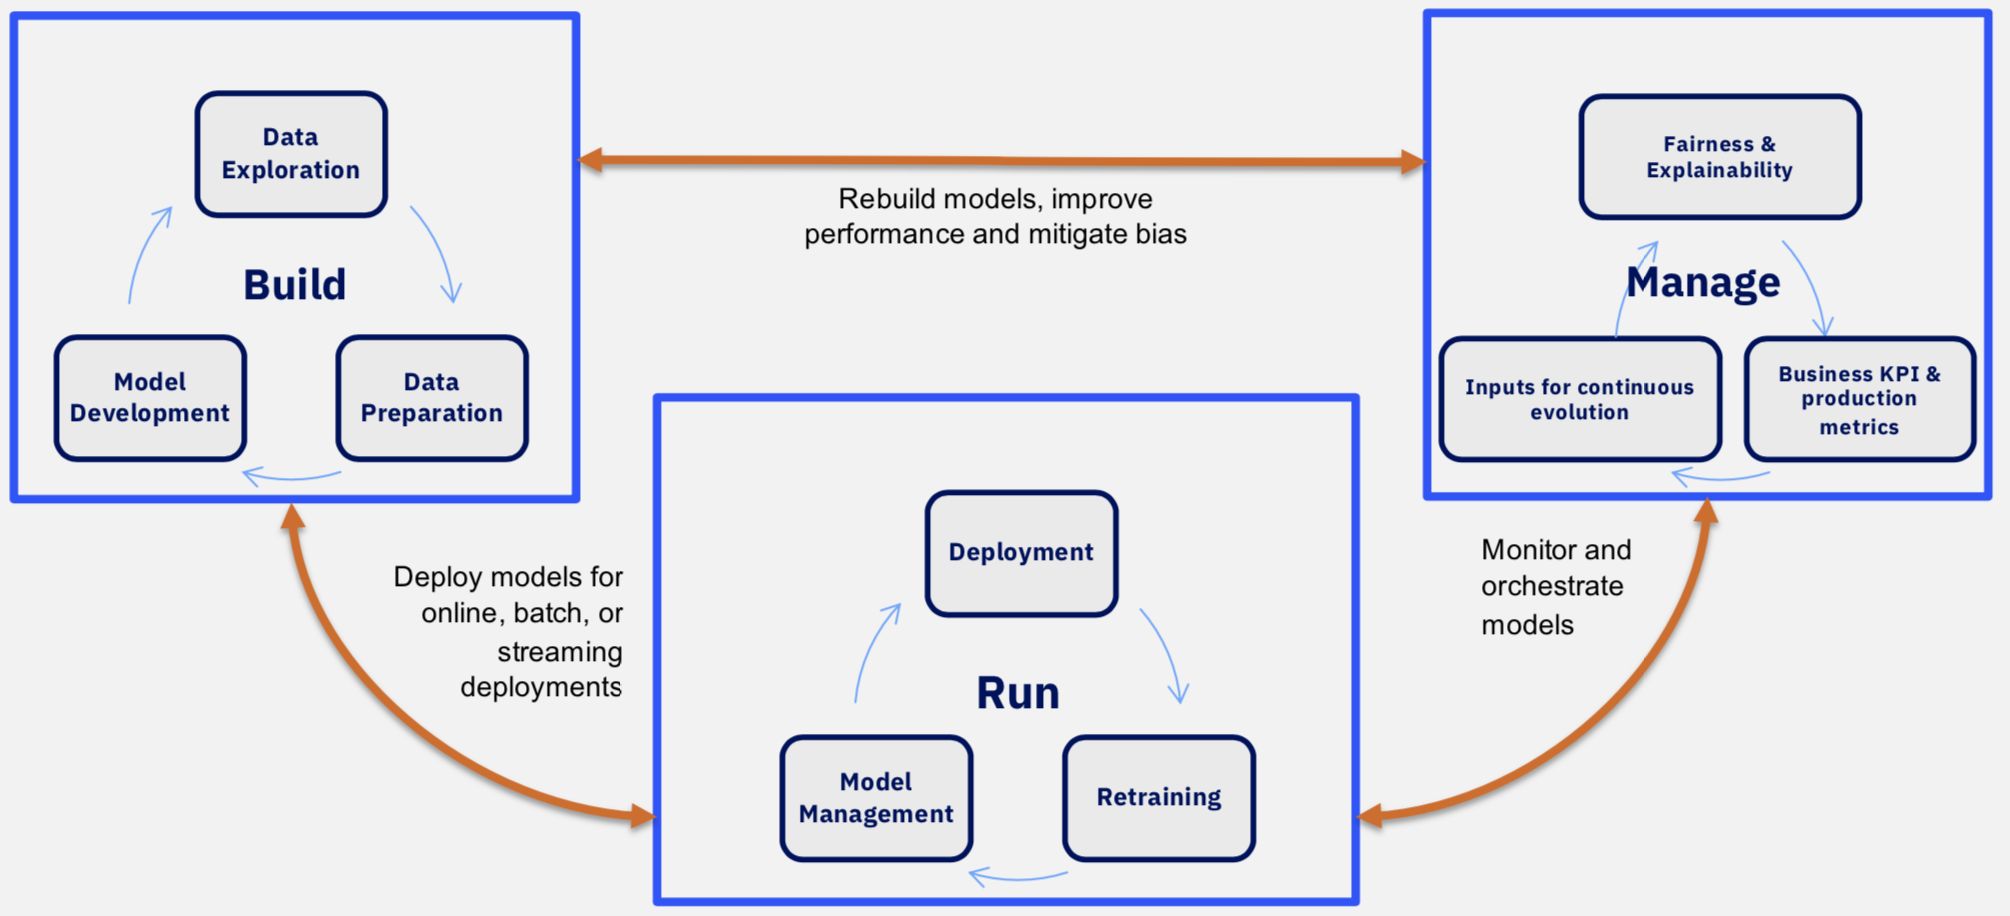 Data
Exploration
Build
Model
Development
Data
Preparation
Rebuild models, improve
performance and mitigate bias
Fairness &
Explainability
Manage
Inputs for continuous
evolution
Business KPI &
production
metrics
Deploy models for
online, batch, or
streaming
deployments
Deployment
Run
Model
Management
Retraining
Monitor and
orchestrate
models